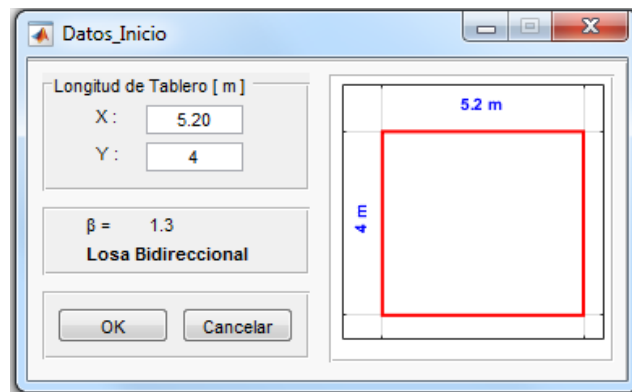 Datos_Inicio
Longitud de Tablero [ m ]
X : 5.20
Y : 4
β = 1.3
Losa Bidireccional
OK Cancelar
5.2 m
4 m